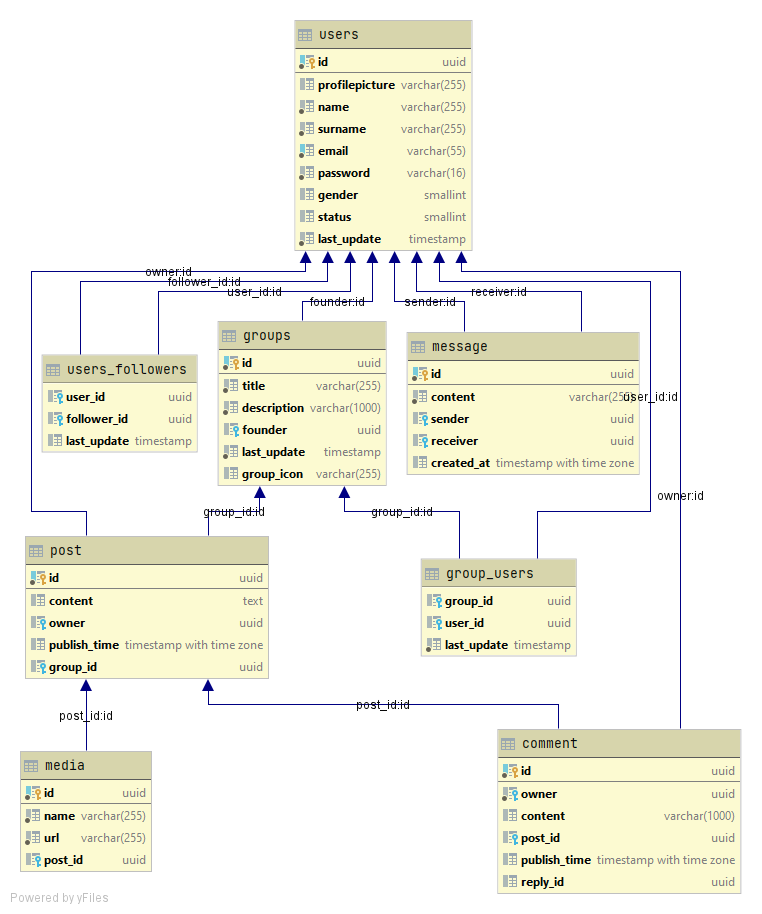 users
id uuid
profilepicture varchar(255)
name varchar(255)
surname varchar(255)
email varchar(55)
password varchar(16)
gender smallint
status smallint
last_update timestamp
owner:id
follower_id:id
user_id:id
founder:id
sender:id
receiver:id
users_followers
user_id uuid
follower_id uuid
last_update timestamp
groups
id uuid
title varchar(255)
description varchar(1000)
founder uuid
last_update timestamp
group_icon varchar(255)
message
id uuid
content varchar(255)
sender uuid
receiver uuid
created_at timestamp with time zone
user_id:id
owner:id
group_id:id
group_id:id
post
id uuid
content text
owner uuid
publish_time timestamp with time zone
group_id uuid
group_users
group_id uuid
user_id uuid
last_update timestamp
post_id:id
post_id:id
media
id uuid
name varchar(255)
url varchar(255)
post_id uuid
comment
id uuid
owner uuid
content varchar(1000)
post_id uuid
publish_time timestamp with time zone
reply_id uuid
Powered by yFiles